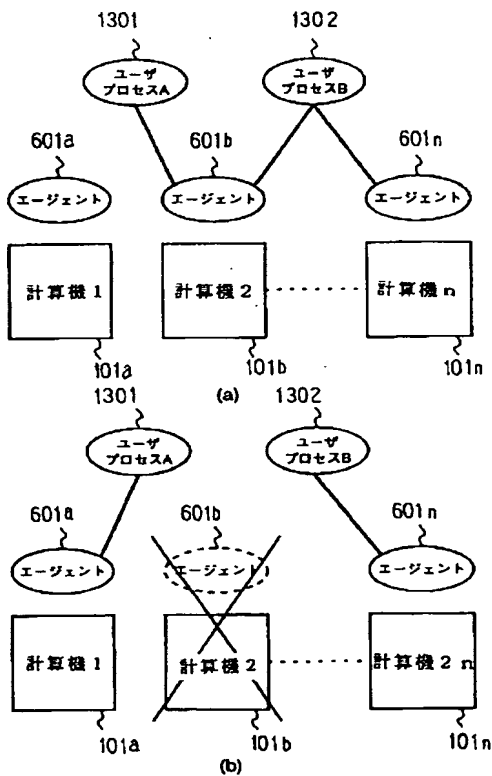 1301 1302
ユーザ
プロセスA
ユーザ
プロセスB
601a 601b 601n
エージェント エージェント エージェント
計算機1 計算機2 計算機n
101a 101b 101n
(a)
1301 1302
ユーザ
プロセスA
ユーザ
プロセスB
601a 601b 601n
エージェント エージェント エージェント
計算機1 計算機2 計算機2n
101a 101b 101n
(b)